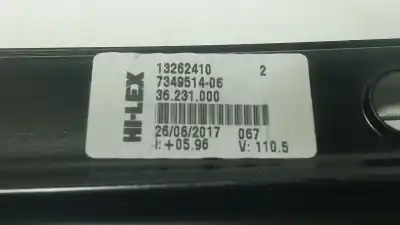 HI-LEX
13262410 2
7349514-06
36.231.000
26/06/2017 067
I: +05.96 V: 110.5